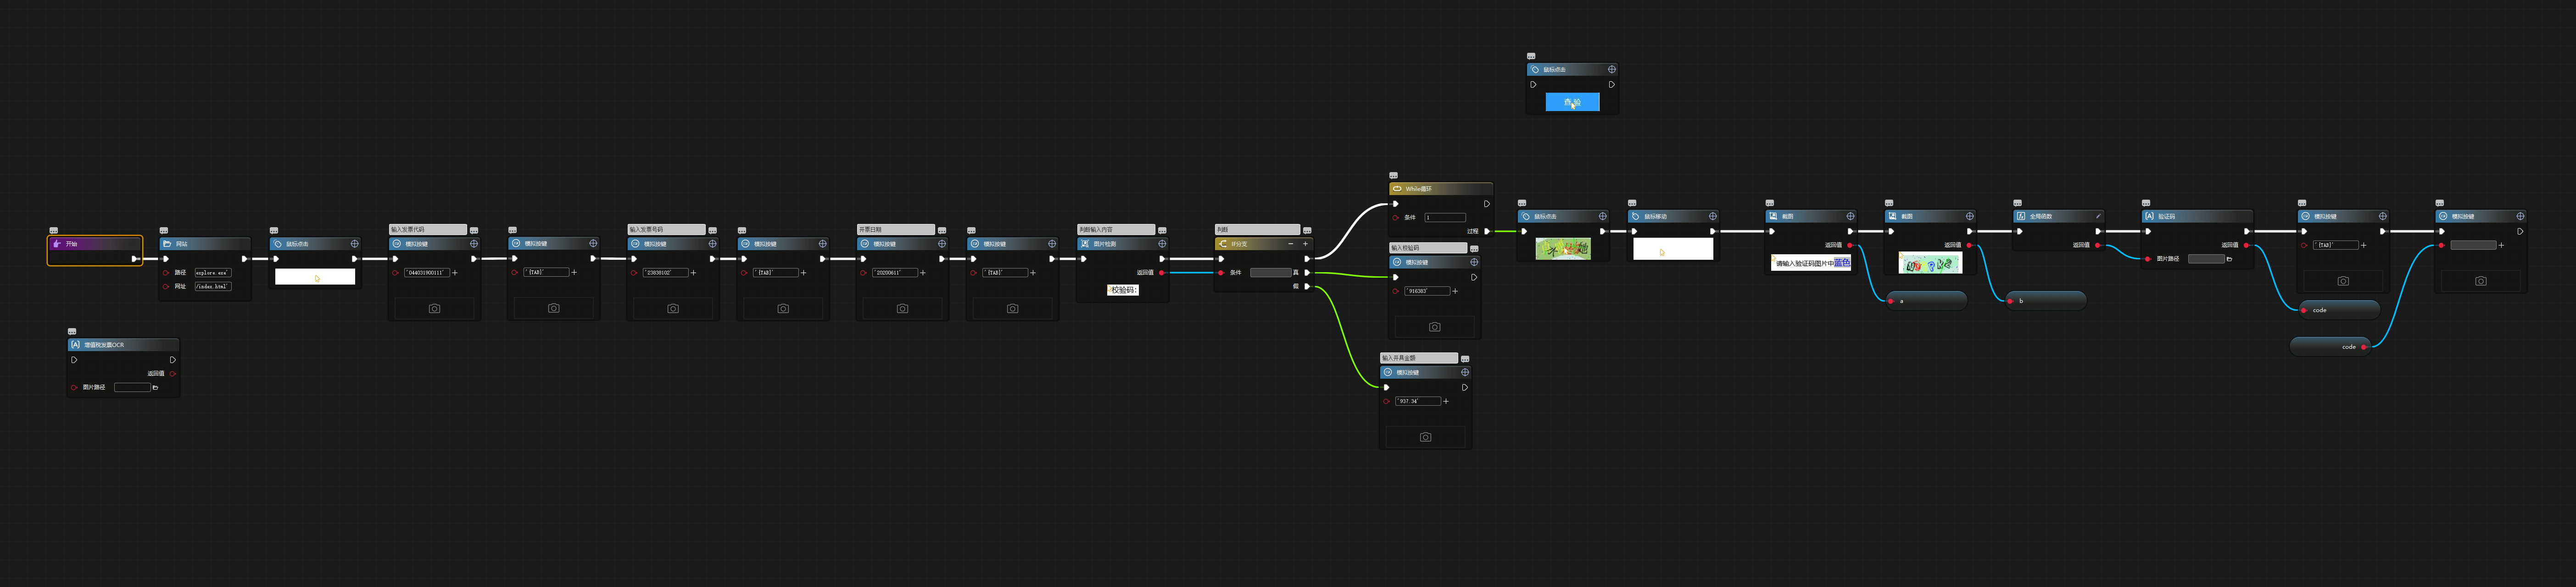 鼠标点击
查 验
While循环
条件
1
过程
鼠标点击
鼠标移动
截图
返回值
请输入验证码图片中蓝色
a
截图
返回值
b
全局函数
返回值
验证码
返回值
图片路径
模拟按键
'{TAB}'
code
模拟按键
code
开始
网站
路径
explore.exe'
网址
/index.html'
鼠标点击
输入发票代码
模拟按键
'044031900111'
模拟按键
'{TAB}'
输入发票号码
模拟按键
'23838102'
模拟按键
'{TAB}'
开票日期
模拟按键
'20200611'
模拟按键
'{TAB}'
判断输入内容
图片检测
返回值
校验码:
判断
If分支
条件
真
假
输入校验码
模拟按键
'916383'
输入开具金额
模拟按键
'937.34'
增值税发票OCR
返回值
图片路径